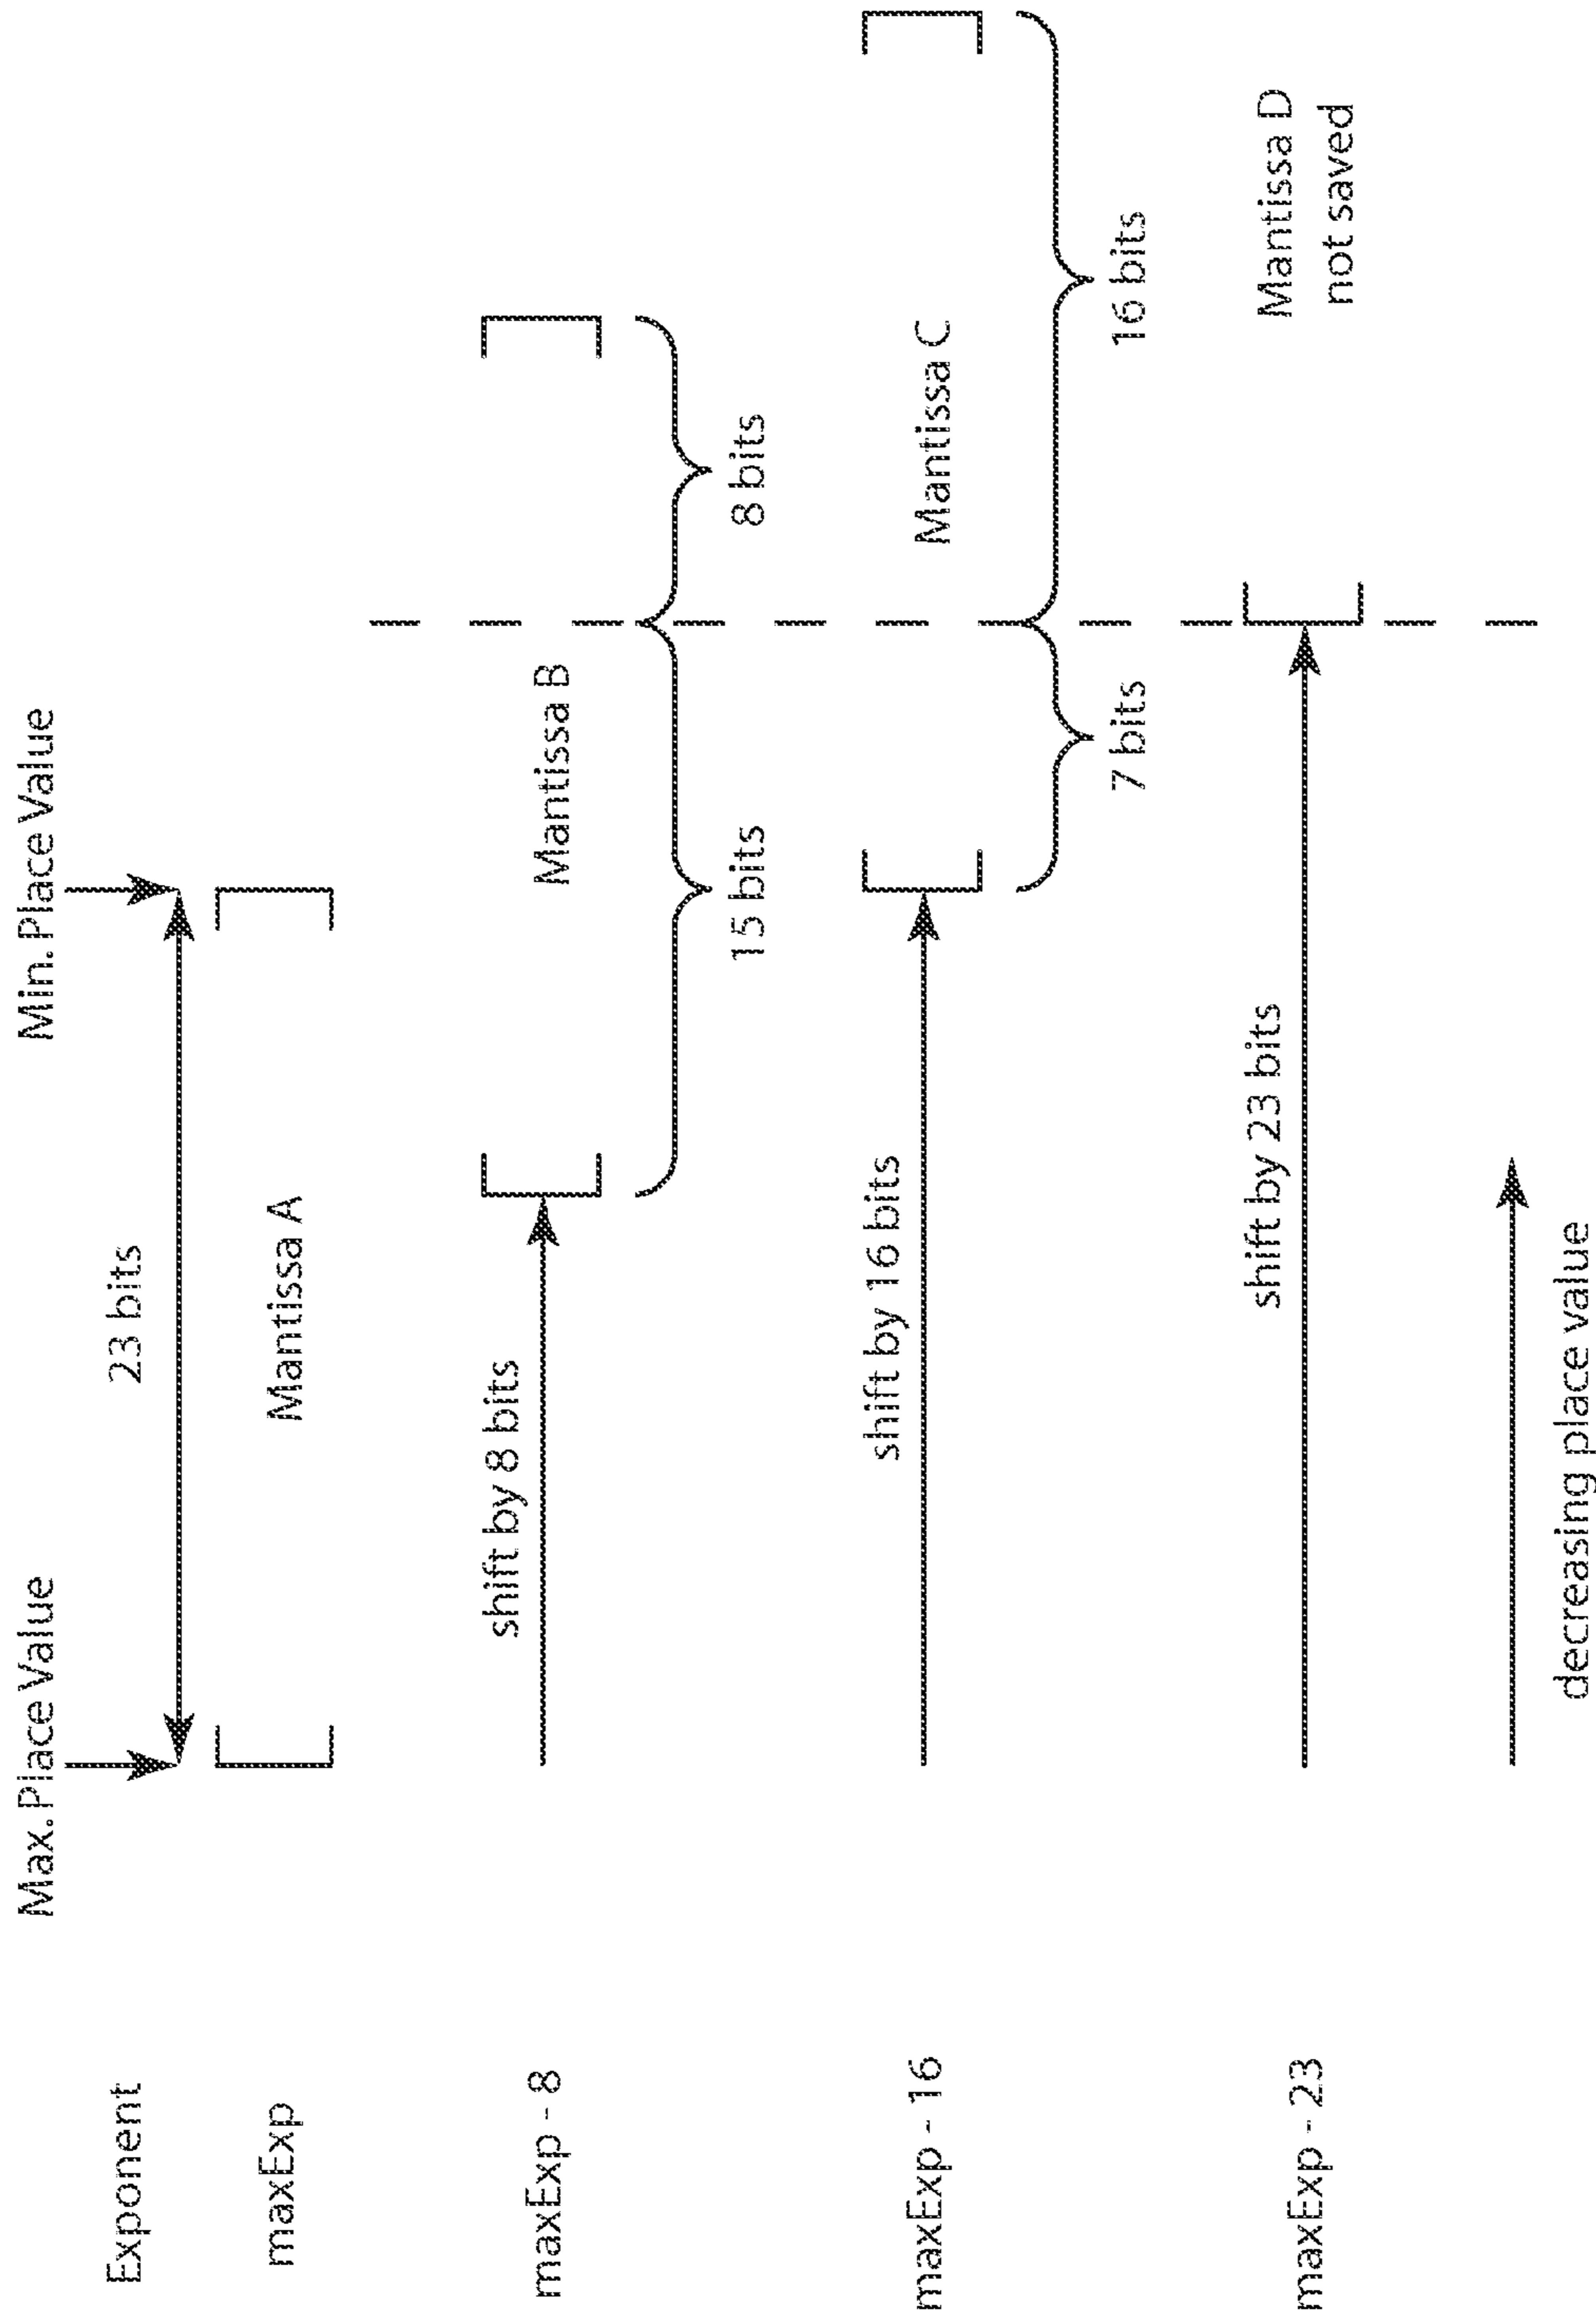 Max. Place Value
Min. Place Value
Exponent
23 bits
maxExp
Mantissa A
maxExp - 8
shift by 8 bits
Mantissa B
15 bits
8 bits
maxExp - 16
shift by 16 bits
Mantissa C
7 bits
16 bits
maxExp - 23
shift by 23 bits
Mantissa D
not saved
decreasing place value